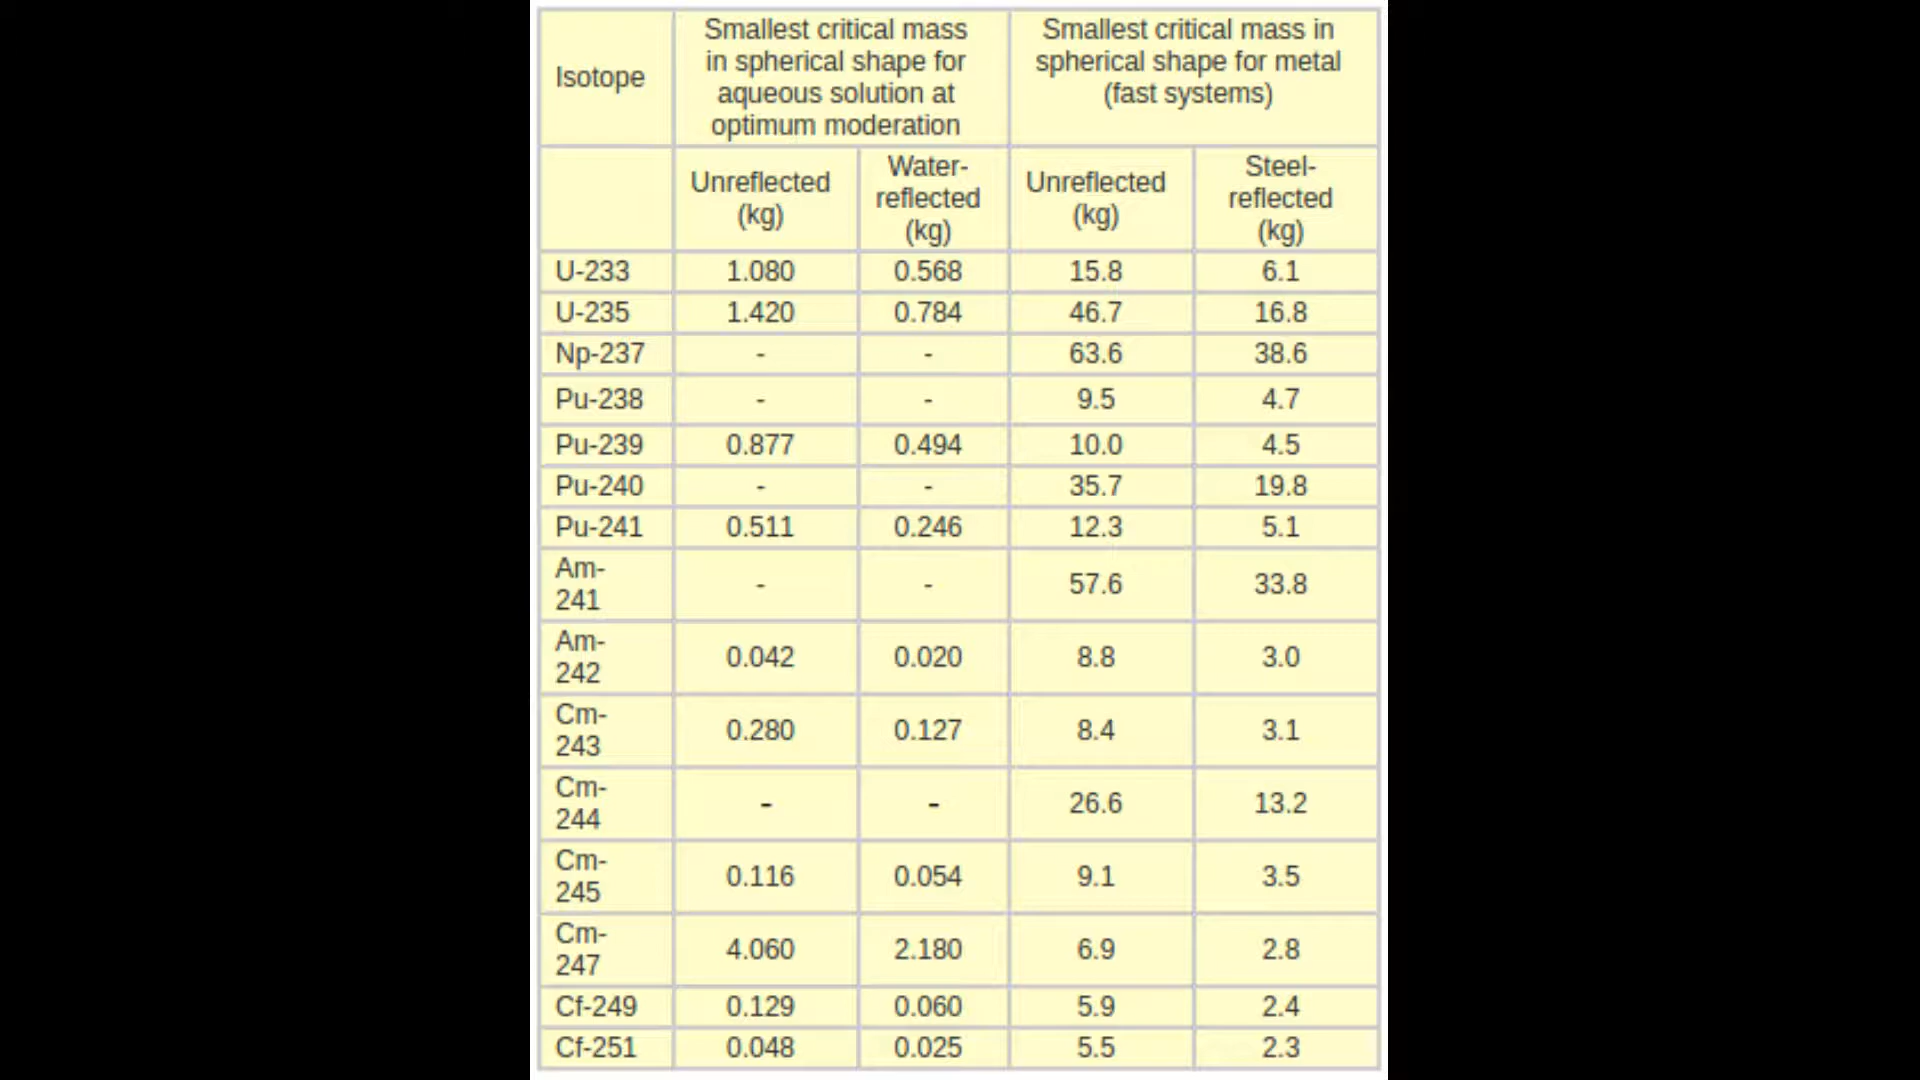 Isotope
Smallest critical mass
in spherical shape for
aqueous solution at
optimum moderation
Smallest critical mass in
spherical shape for metal
(fast systems)
Unreflected
(kg)
Water-
reflected
(kg)
Unreflected
(kg)
Steel-
reflected
(kg)
U-233 1.080 0.568 15.8 6.1
U-235 1.420 0.784 46.7 16.8
Np-237 - - 63.6 38.6
Pu-238 - - 9.5 4.7
Pu-239 0.877 0.494 10.0 4.5
Pu-240 - - 35.7 19.8
Pu-241 0.511 0.246 12.3 5.1
Am-
241 - - 57.6 33.8
Am-
242 0.042 0.020 8.8 3.0
Cm-
243 0.280 0.127 8.4 3.1
Cm-
244 - - 26.6 13.2
Cm-
245 0.116 0.054 9.1 3.5
Cm-
247 4.060 2.180 6.9 2.8
Cf-249 0.129 0.060 5.9 2.4
Cf-251 0.048 0.025 5.5 2.3